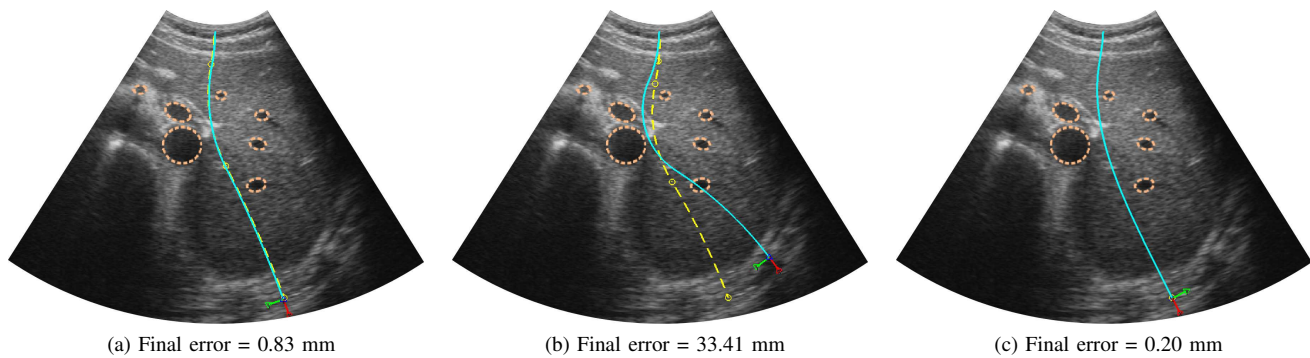 (a) Final error = 0.83 mm
(b) Final error = 33.41 mm
(c) Final error = 0.20 mm